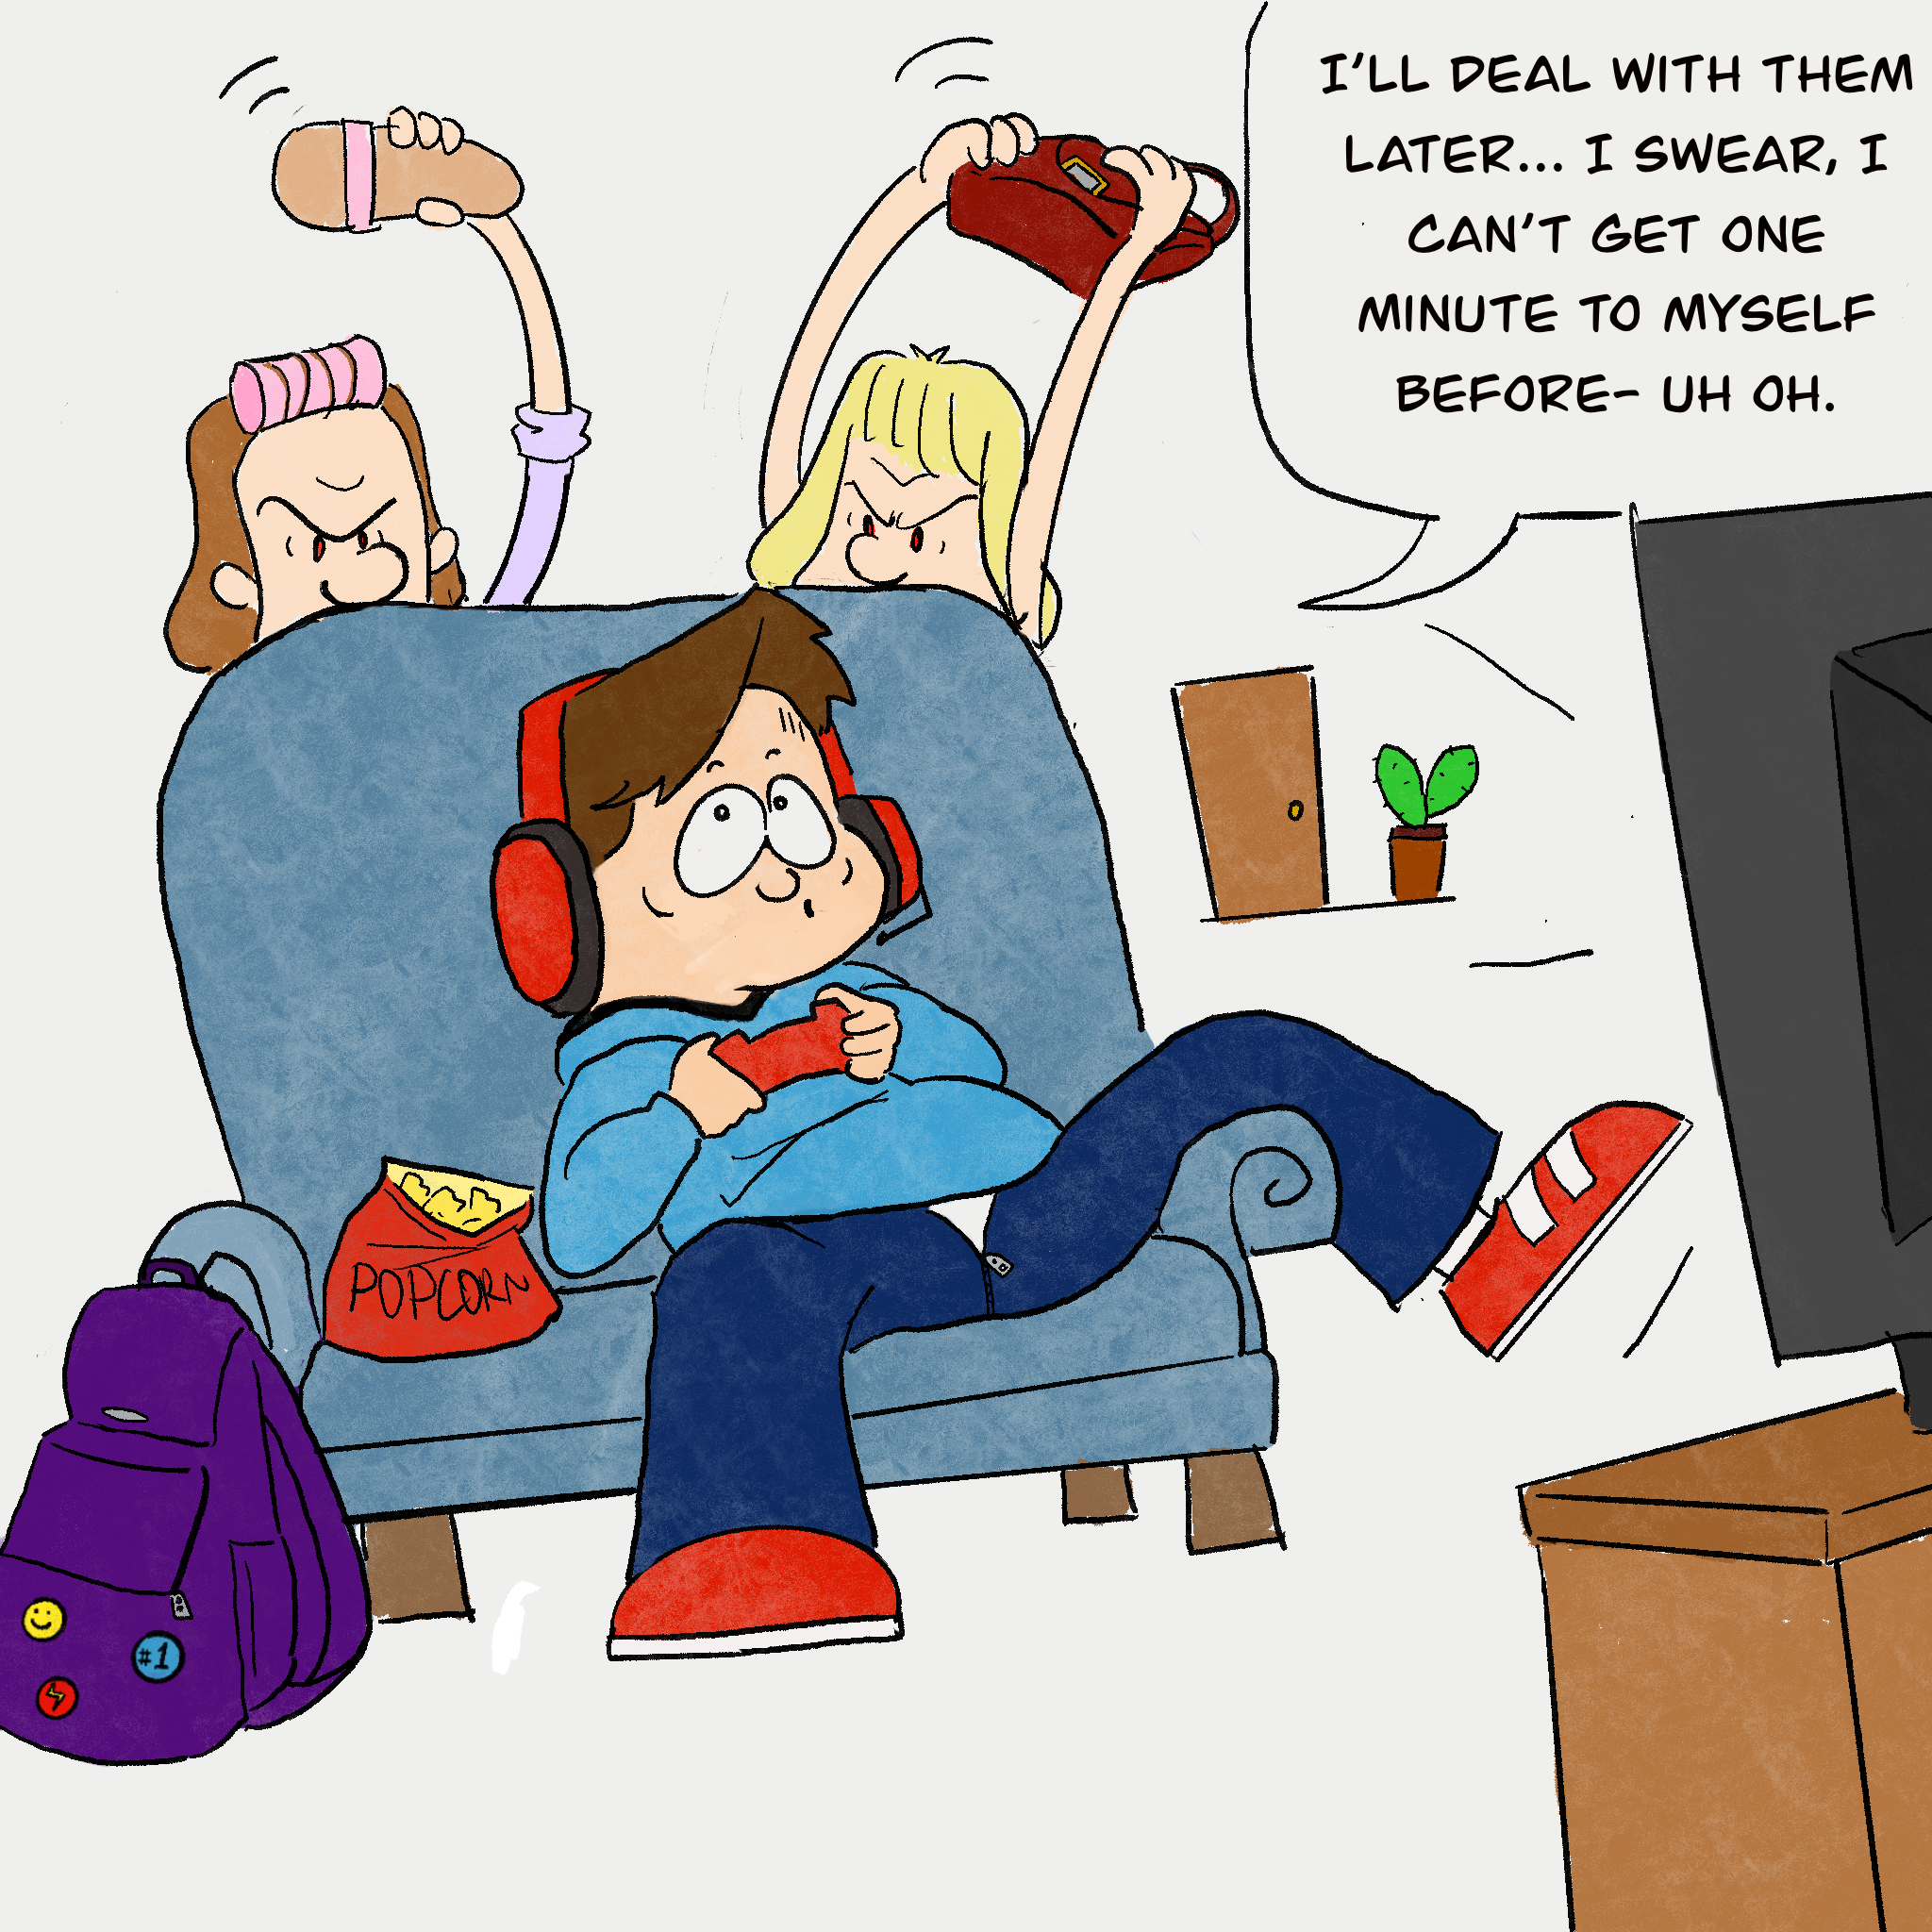 I'LL DEAL WITH THEM
LATER... I SWEAR, I
CAN'T GET ONE
MINUTE TO MYSELF
BEFORE- UH OH.
POPCORN
#1